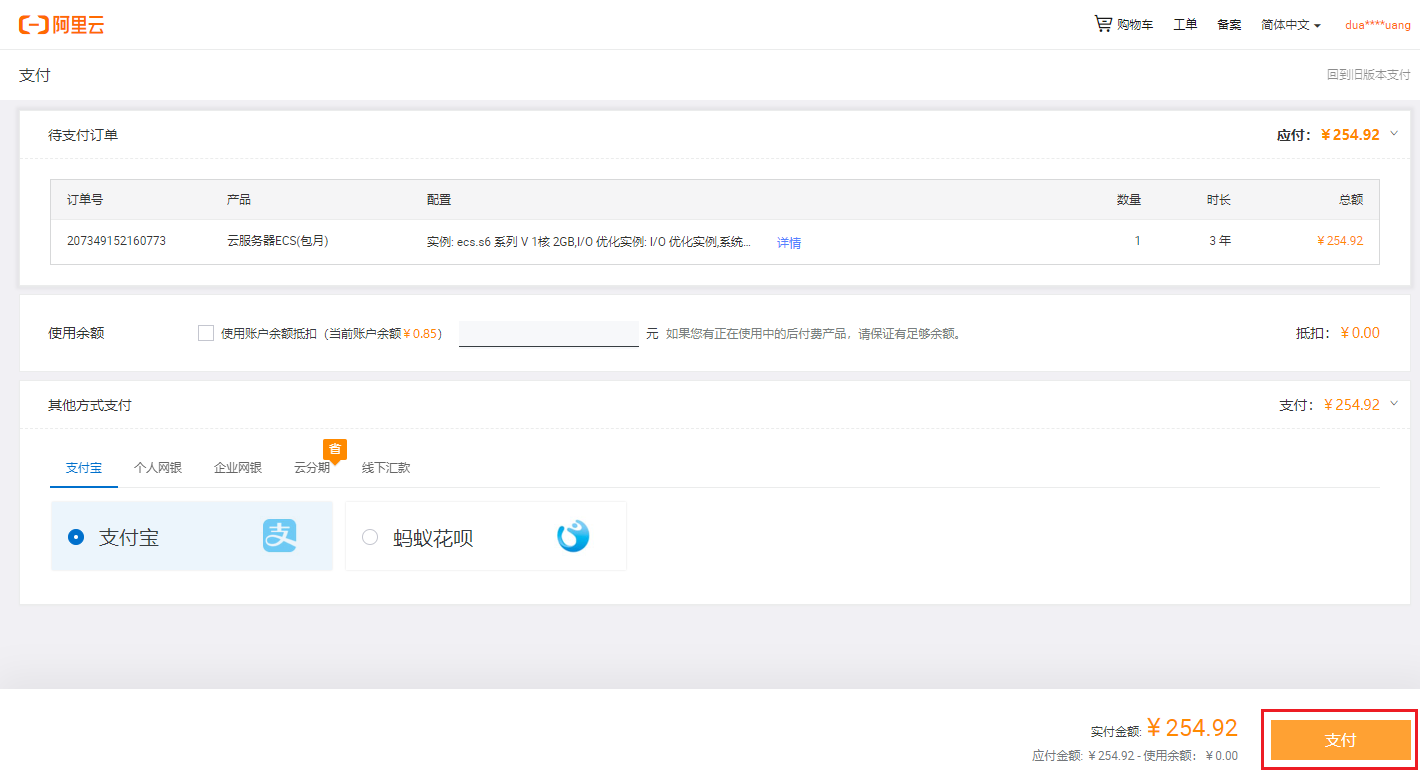 阿里云 购物车 工单 备案 简体中文 dua****uang
支付 回到旧版本支付
待支付订单 应付：￥254.92
订单号 产品 配置 数量 时长 总额
207349152160773 云服务器ECS(包月) 实例: ecs.s6 系列 V 1核 2GB,I/O 优化实例: I/O 优化实例,系统... 详情 1 3 年 ￥254.92
使用余额 使用账户余额抵扣（当前账户余额￥0.85） 元 如果您有正在使用中的后付费产品，请保证有足够余额。 抵扣：￥0.00
其他方式支付 支付：￥254.92
省
支付宝 个人网银 企业网银 云分期 线下汇款
支付宝 支 蚂蚁花呗
实付金额:￥254.92
应付金额: ￥254.92 - 使用余额：￥0.00
支付